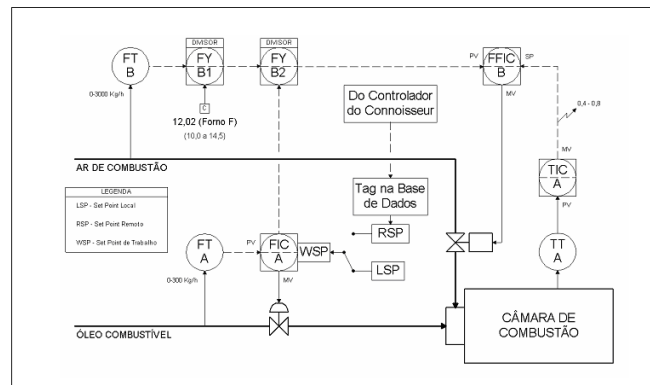 DIVISOR
DIVISOR
FT
B
FY
B1
FY
B2
PV
FFIC
B
SP
0-3000 Kg/h
C
12,02 (Forno F)
(10,0 a 14,5)
MV
Do Controlador
do Connoisseur
0,4 - 0,8
AR DE COMBUSTÃO
MV
TIC
A
PV
LEGENDA
LSP - Set Point Local
RSP - Set Point Remoto
WSP - Set Point de Trabalho
Tag na Base
de Dados
RSP
FT
A
PV
FIC
A
WSP
LSP
TT
A
0-300 Kg/h
MV
CÂMARA DE
COMBUSTÃO
ÓLEO COMBUSTÍVEL